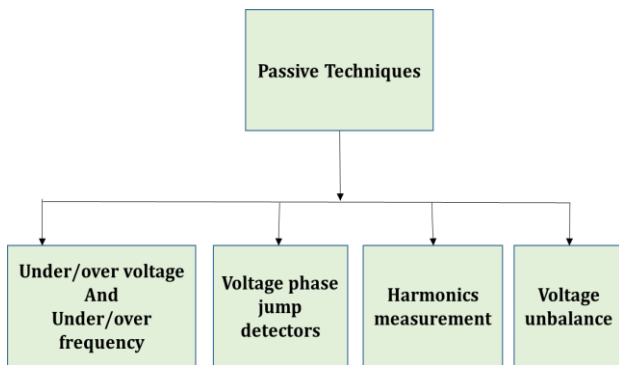 Passive Techniques
Under/over voltage
And
Under/over
frequency
Voltage phase
jump
detectors
Harmonics
measurement
Voltage
unbalance